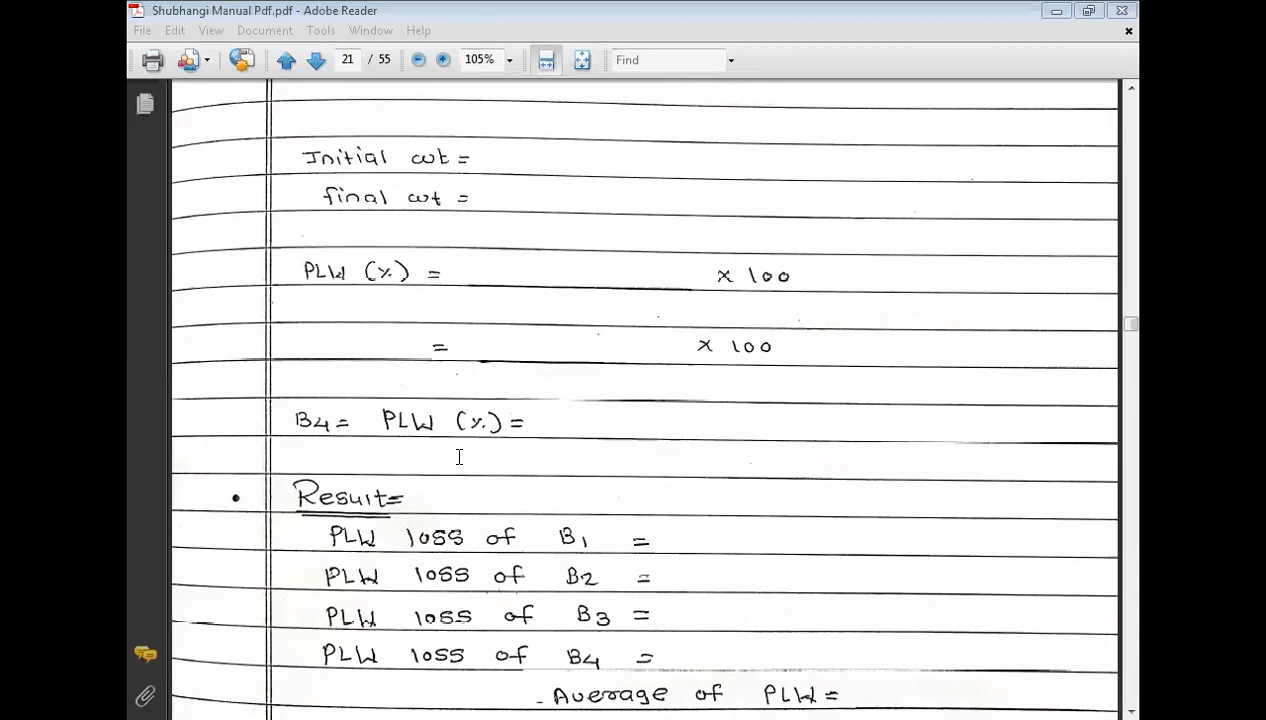 Shubhangi Manual Pdf.pdf - Adobe Reader
File Edit View Document Tools Window Help
21 / 55 105% Find
Initial wt =
final wt =
PLW (%) = x 100
= x 100
B4 = PLW (%) =
Result=
PLW loss of B1 =
PLW loss of B2 =
PLW loss of B3 =
PLW loss of B4 =
Average of PLW =